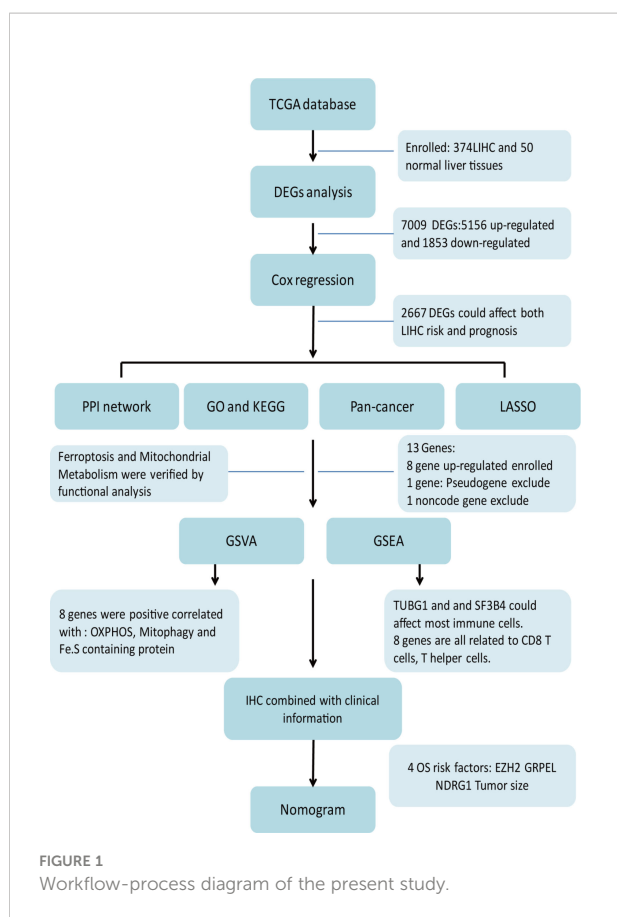 TCGA database
Enrolled: 374LIHC and 50
normal liver tissues
DEGs analysis
7009 DEGs:5156 up-regulated
and 1853 down-regulated
Cox regression
2667 DEGs could affect both
LIHC risk and prognosis
PPI network
GO and KEGG
Pan-cancer
LASSO
Ferroptosis and Mitochondrial
Metabolism were verified by
functional analysis
13 Genes:
8 gene up-regulated enrolled
1 gene: Pseudogene exclude
1 noncode gene exclude
GSVA
GSEA
8 genes were positive correlated
with : OXPHOS, Mitophagy and
Fe.S containing protein
TUBG1 and and SF3B4 could
affect most immune cells.
8 genes are all related to CD8 T
cells, T helper cells.
IHC combined with clinical
information
4 OS risk factors: EZH2 GRPEL
NDRG1 Tumor size
Nomogram
FIGURE 1
Workflow-process diagram of the present study.